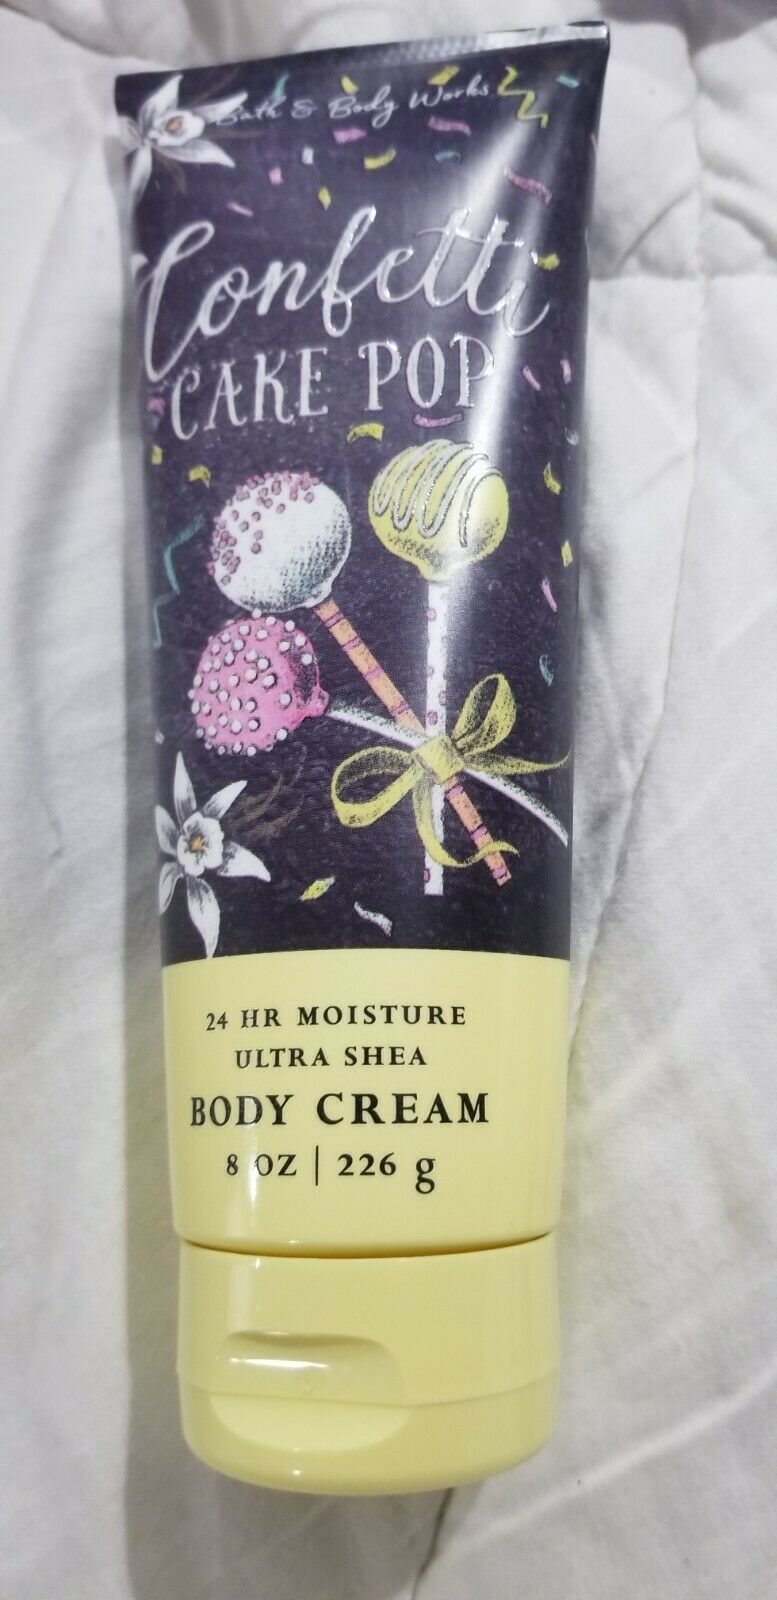 Bath & Body Works
Confetti
CAKE POP
24 HR MOISTURE
ULTRA SHEA
BODY CREAM
8 OZ | 226 g